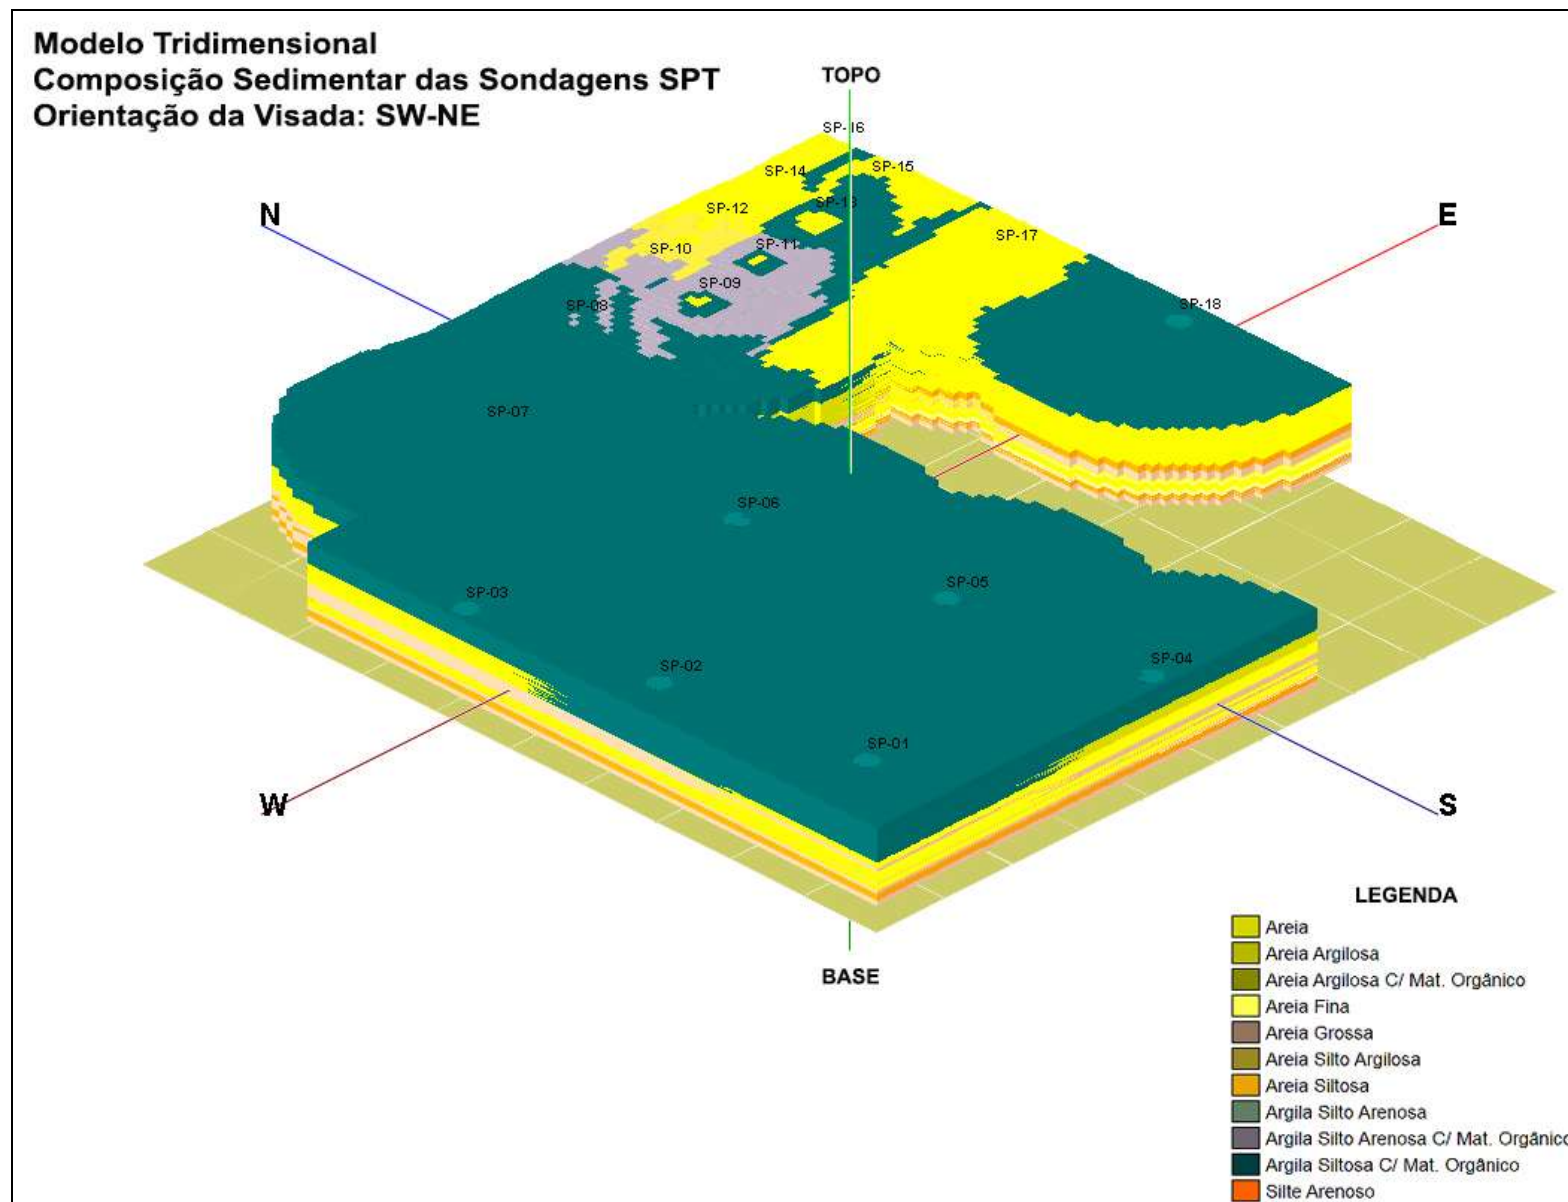 Modelo Tridimensional
Composição Sedimentar das Sondagens SPT
Orientação da Visada: SW-NE
TOPO
SP-16
SP-14
SP-15
SP-12
SP-13
N
E
SP-10
SP-11
SP-17
SP-09
SP-08
SP-18
SP-07
SP-06
SP-03
SP-05
SP-02
SP-04
SP-01
W
S
BASE
LEGENDA
Areia
Areia Argilosa
Areia Argilosa C/ Mat. Orgânico
Areia Fina
Areia Grossa
Areia Silto Argilosa
Areia Siltosa
Argila Silto Arenosa
Argila Silto Arenosa C/ Mat. Orgânico
Argila Siltosa C/ Mat. Orgânico
Silte Arenoso